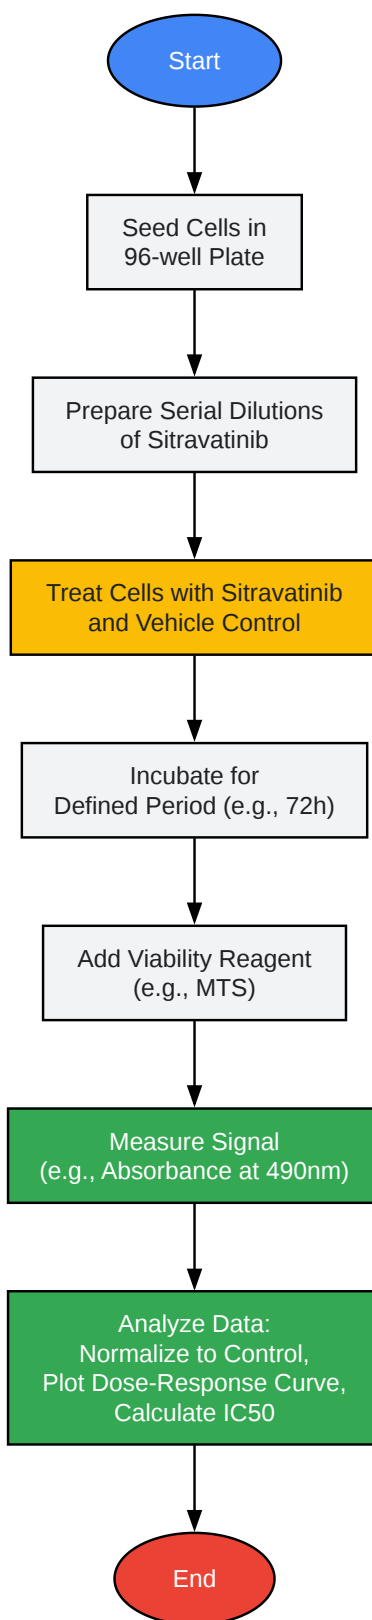 Start
Seed Cells in
96-well Plate
Prepare Serial Dilutions
of Sitravatinib
Treat Cells with Sitravatinib
and Vehicle Control
Incubate for
Defined Period (e.g., 72h)
Add Viability Reagent
(e.g., MTS)
Measure Signal
(e.g., Absorbance at 490nm)
Analyze Data:
Normalize to Control,
Plot Dose-Response Curve,
Calculate IC50
End